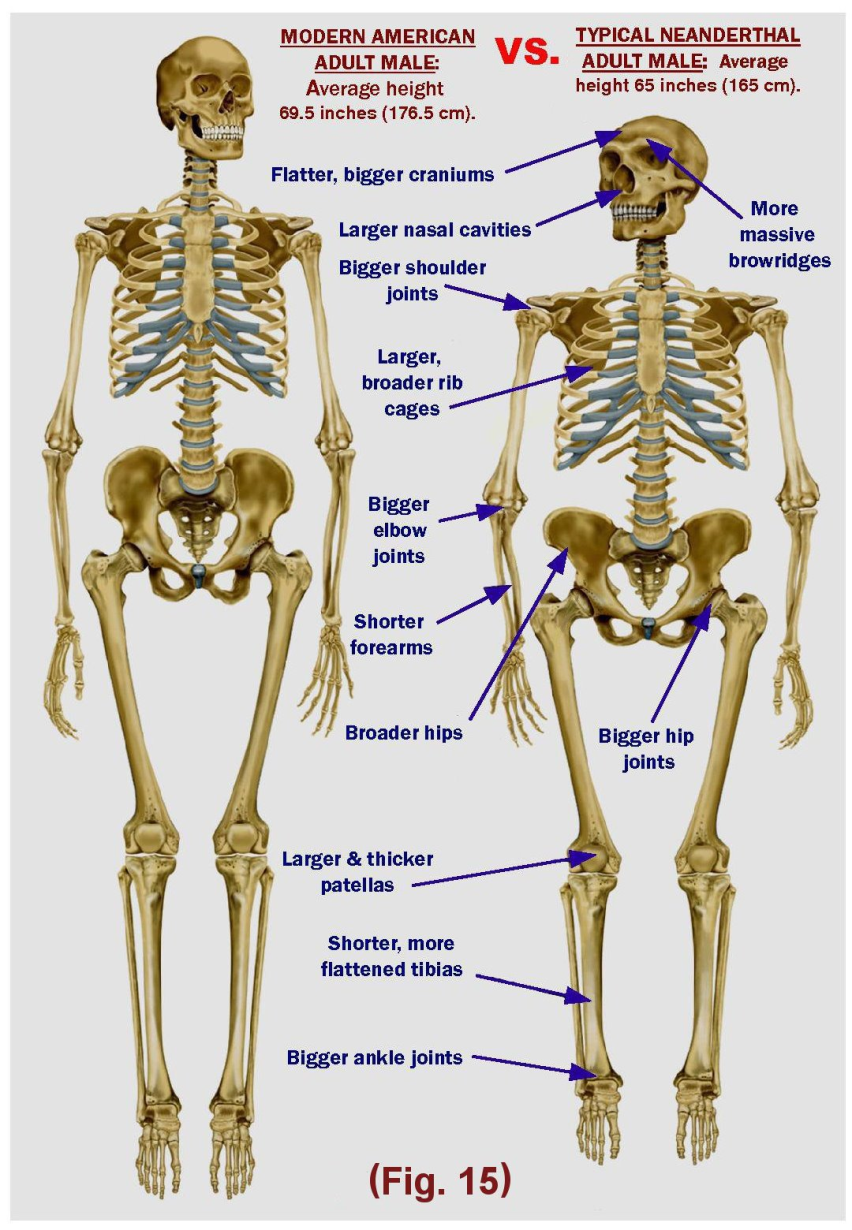 MODERN AMERICAN
ADULT MALE:
Average height
69.5 inches (176.5 cm).
VS.
TYPICAL NEANDERTHAL
ADULT MALE: Average
height 65 inches (165 cm).
Flatter, bigger craniums
Larger nasal cavities
More
massive
browridges
Bigger shoulder
joints
Larger,
broader rib
cages
Bigger
elbow
joints
Shorter
forearms
Broader hips
Bigger hip
joints
Larger & thicker
patellas
Shorter, more
flattened tibias
Bigger ankle joints
(Fig. 15)